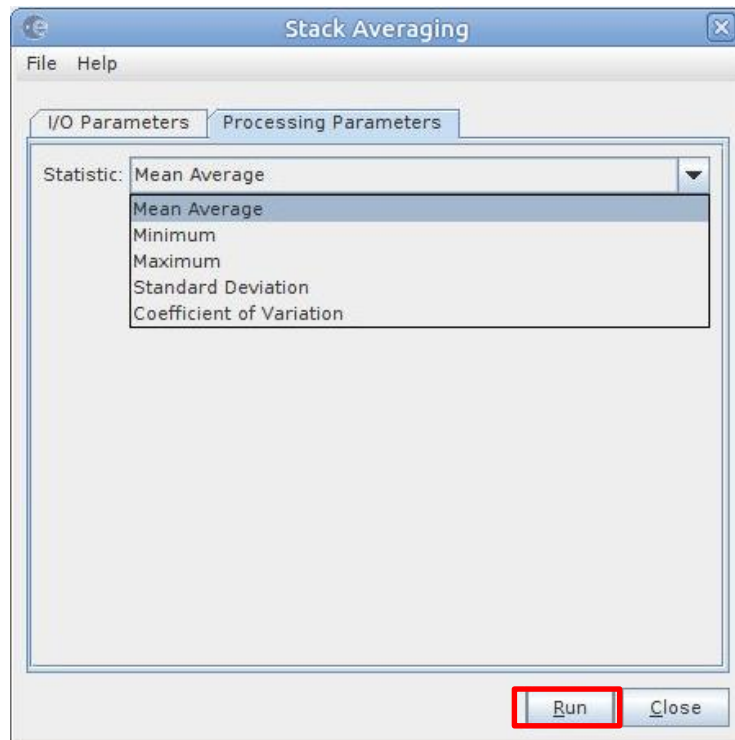 Stack Averaging
File Help
I/O Parameters Processing Parameters
Statistic: Mean Average
Mean Average
Minimum
Maximum
Standard Deviation
Coefficient of Variation
Run Close